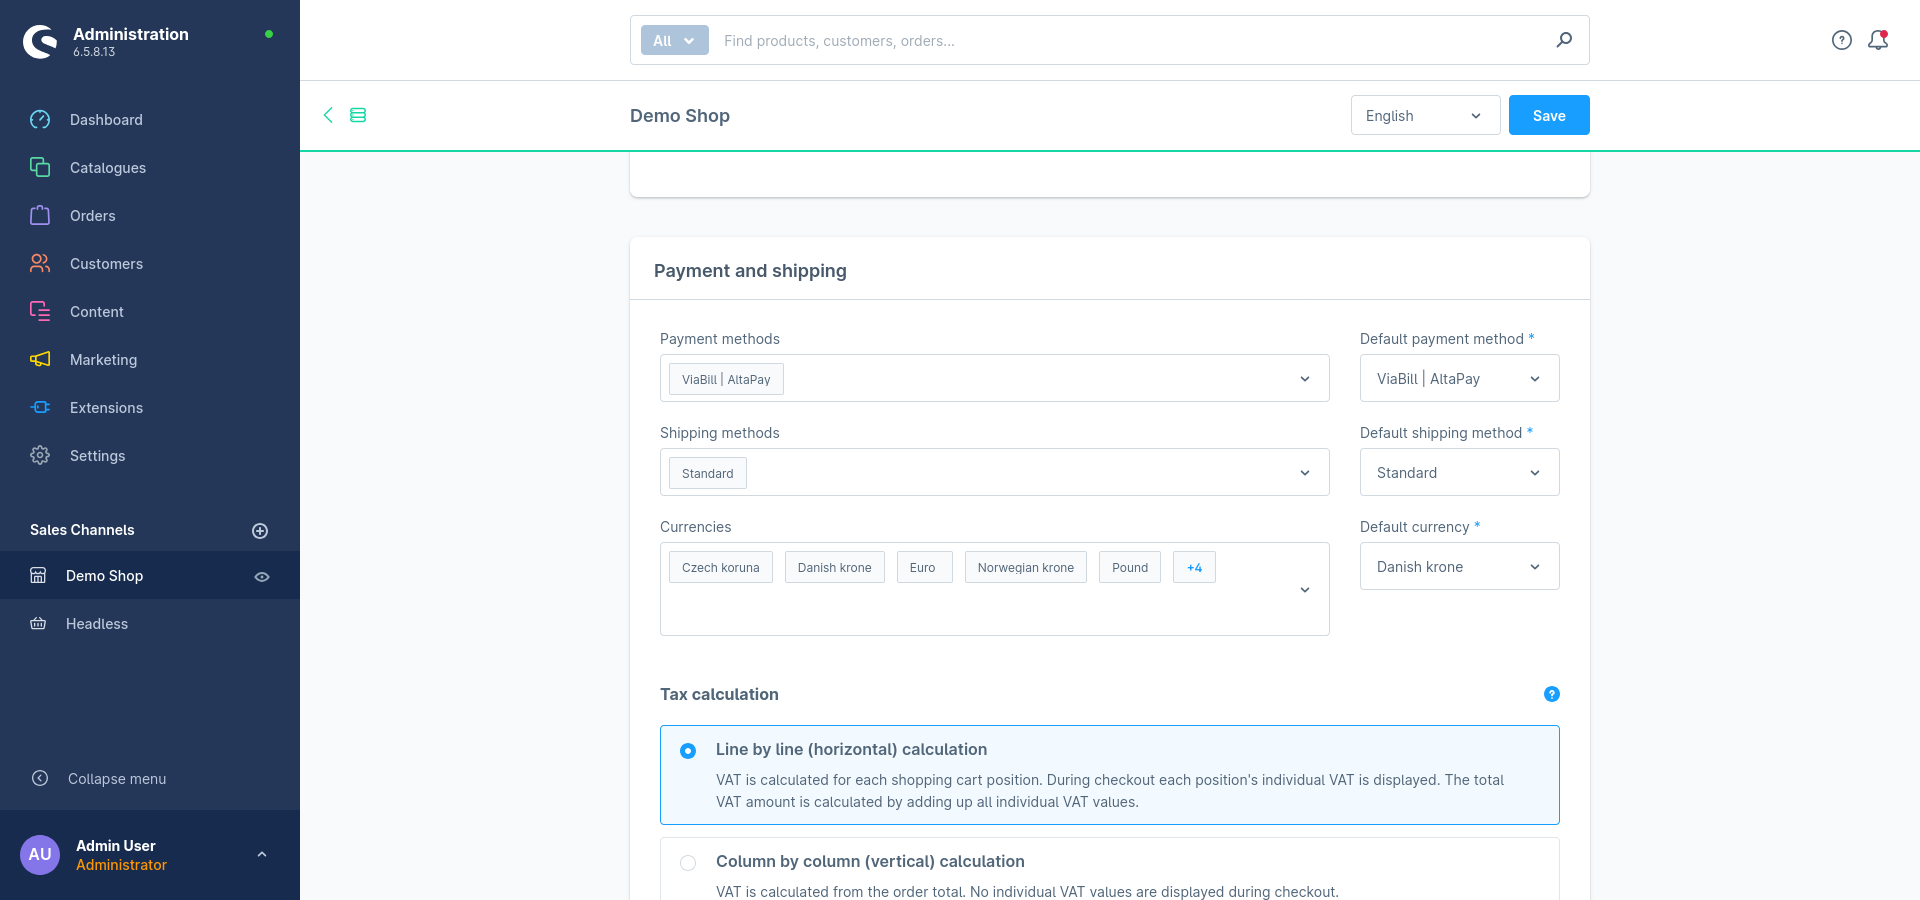 Administration
6.5.8.13
Dashboard
Catalogues
Orders
Customers
Content
Marketing
Extensions
Settings
Sales Channels
Demo Shop
Headless
Collapse menu
AU
Admin User
Administrator
All
Find products, customers, orders...
Demo Shop
English
Save
Payment and shipping
Payment methods
Default payment method *
ViaBill | AltaPay
ViaBill | AltaPay
Shipping methods
Default shipping method *
Standard
Standard
Currencies
Default currency *
Czech koruna
Danish krone
Euro
Norwegian krone
Pound
+4
Danish krone
Tax calculation
Line by line (horizontal) calculation
VAT is calculated for each shopping cart position. During checkout each position's individual VAT is displayed. The total
VAT amount is calculated by adding up all individual VAT values.
Column by column (vertical) calculation
VAT is calculated from the order total. No individual VAT values are displayed during checkout.